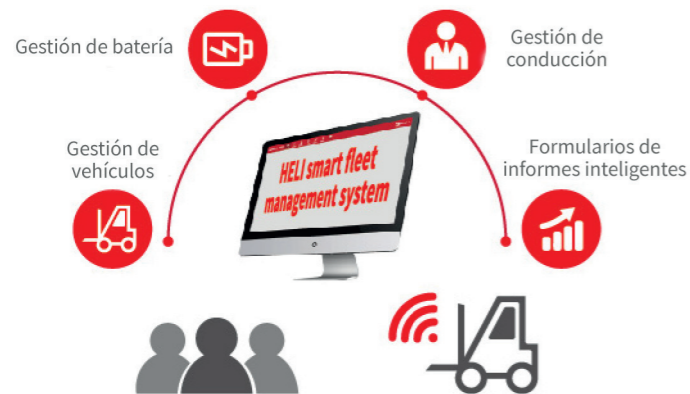 Gestión de batería
Gestión de
conducción
Gestión de
vehículos
HELI smart fleet
management system
Formularios de
informes inteligentes